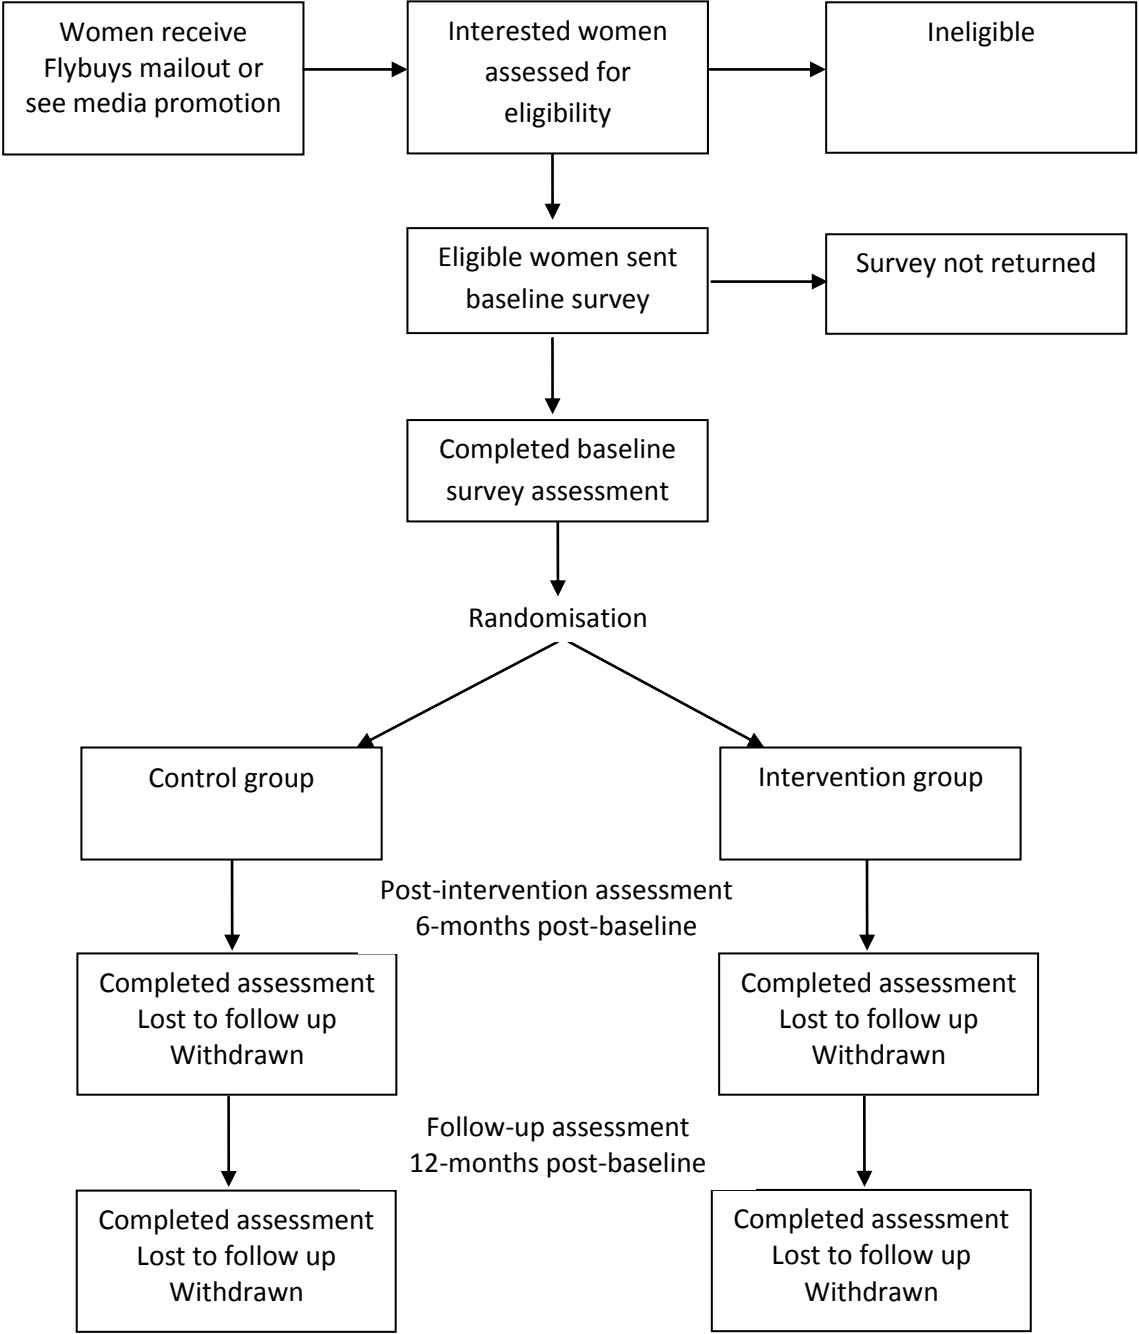 Women receive
Flybuys mailout or
see media promotion
Interested women
assessed for
eligibility
Ineligible
Eligible women sent
baseline survey
Survey not returned
Completed baseline
survey assessment
Randomisation
Control group
Intervention group
Post-intervention assessment
6-months post-baseline
Completed assessment
Lost to follow up
Withdrawn
Completed assessment
Lost to follow up
Withdrawn
Follow-up assessment
12-months post-baseline
Completed assessment
Lost to follow up
Withdrawn
Completed assessment
Lost to follow up
Withdrawn